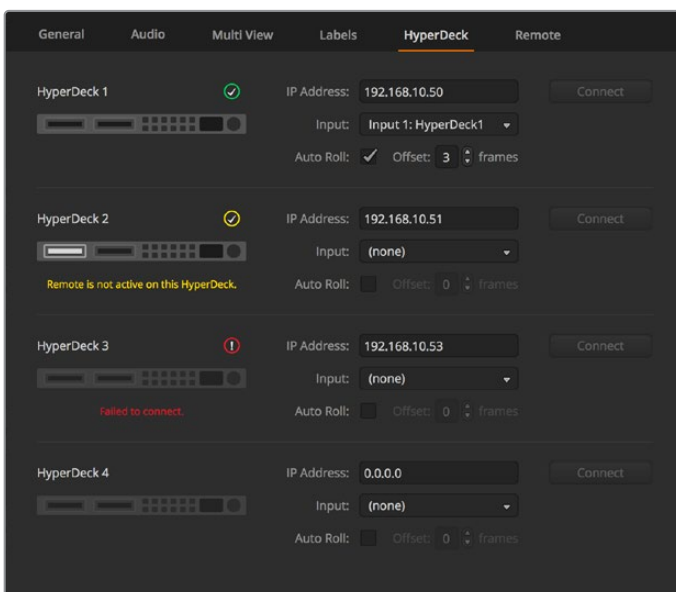 General Audio Multi View Labels HyperDeck Remote
HyperDeck 1 IP Address: 192.168.10.50 Connect
Input: Input 1: HyperDeck1
Auto Roll: Offset: 3 frames
HyperDeck 2 IP Address: 192.168.10.51 Connect
Input: (none)
Remote is not active on this HyperDeck. Auto Roll: Offset: 0 frames
HyperDeck 3 IP Address: 192.168.10.53 Connect
Input: (none)
Failed to connect. Auto Roll: Offset: 0 frames
HyperDeck 4 IP Address: 0.0.0.0 Connect
Input: (none)
Auto Roll: Offset: 0 frames